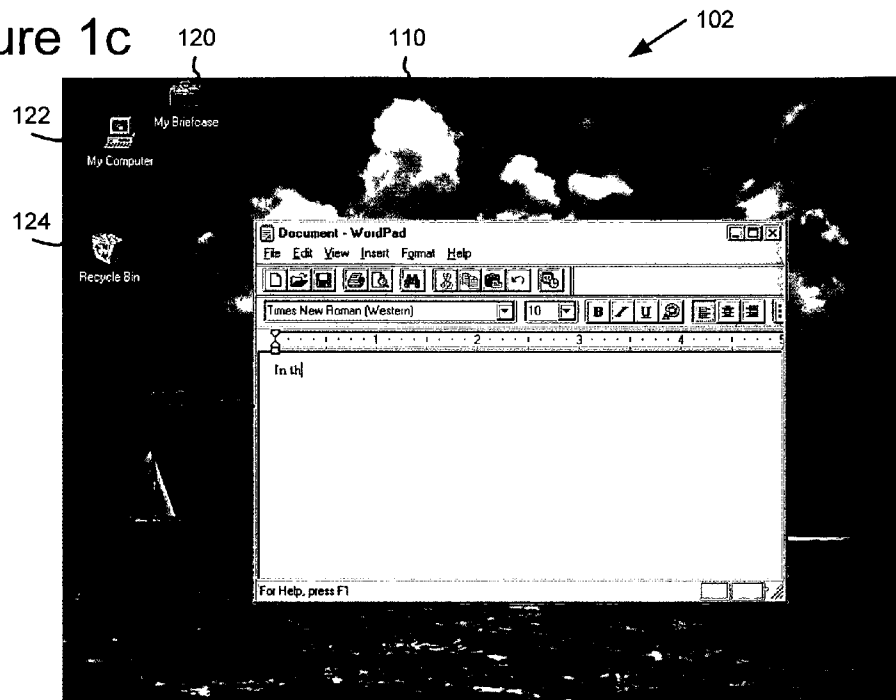 ure 1c
120
110
102
122
My Briefcase
My Computer
124
Recycle Bin
Document - WordPad
File Edit View Insert Format Help
Times New Roman (Western) 10 B I U
1 2 3 4 5
In th
For Help, press F1